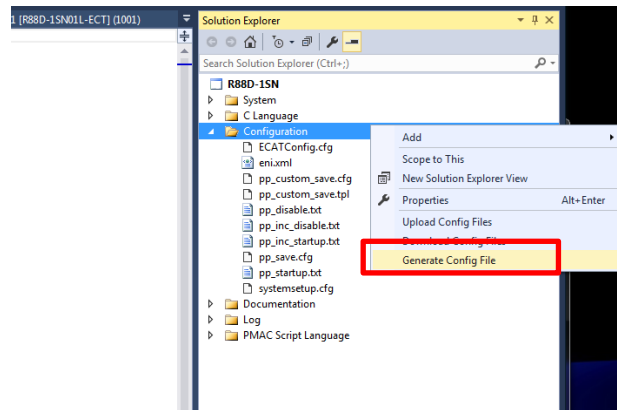 1 [R88D-1SN01L-ECT] (1001)
Solution Explorer
Search Solution Explorer (Ctrl+;)
R88D-1SN
System
C Language
Configuration
ECATConfig.cfg
eni.xml
pp_custom_save.cfg
pp_custom_save.tpl
pp_disable.txt
pp_inc_disable.txt
pp_inc_startup.txt
pp_save.cfg
pp_startup.txt
systemsetup.cfg
Documentation
Log
PMAC Script Language
Add
Scope to This
New Solution Explorer View
Properties Alt+Enter
Upload Config Files
Download Config Files
Generate Config File